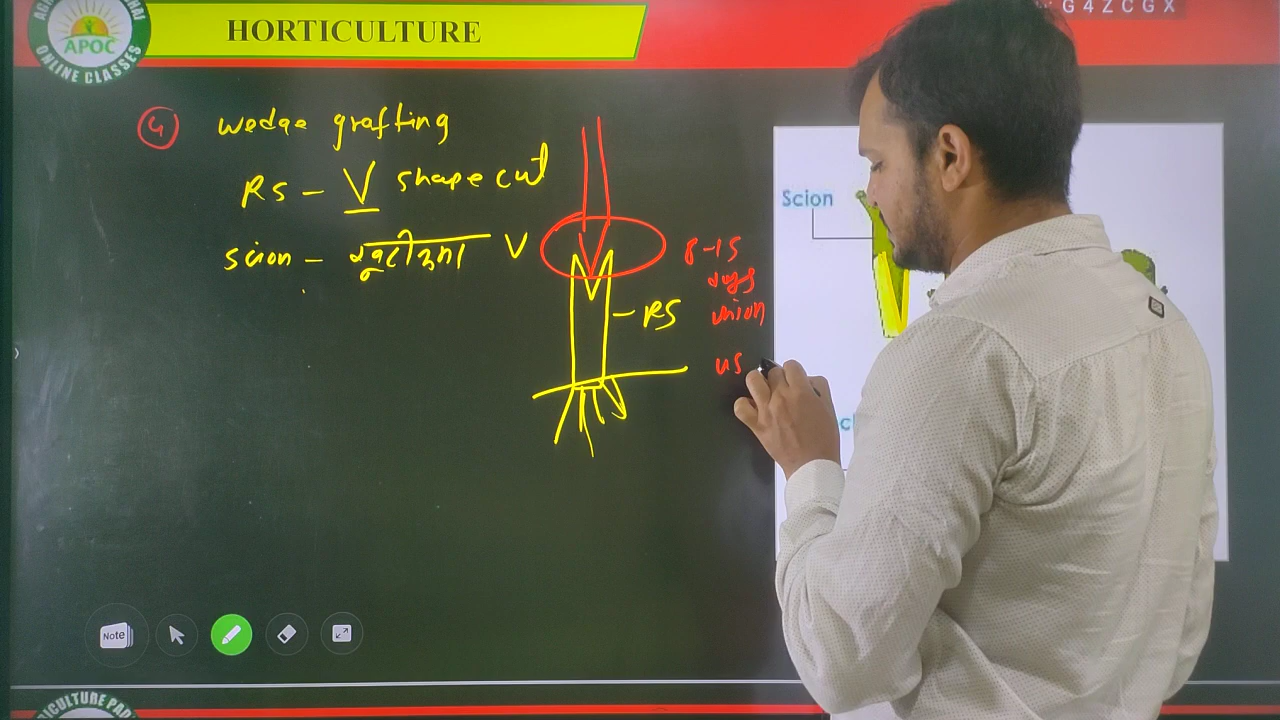 G4ZCGX
APOC
ONLINE CLASSES
HORTICULTURE
4 wedge grafting
RS - V shape cut
scion - V
8-15
days
union
RS
us
Scion
Note